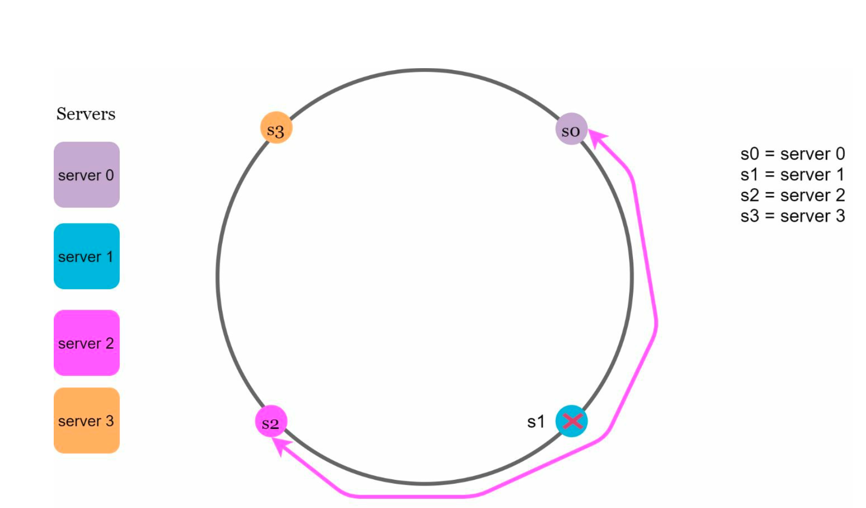 Servers
server 0
server 1
server 2
server 3
s3
s0
s1
s2
s0 = server 0
s1 = server 1
s2 = server 2
s3 = server 3